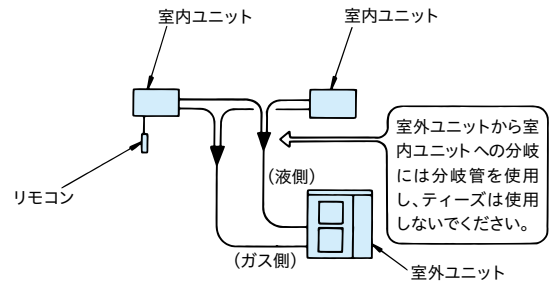 室内ユニット
室内ユニット
室外ユニットから室
内ユニットへの分岐
には分岐管を使用
し、ティーズは使用
しないでください。
リモコン
(液側)
(ガス側)
室外ユニット